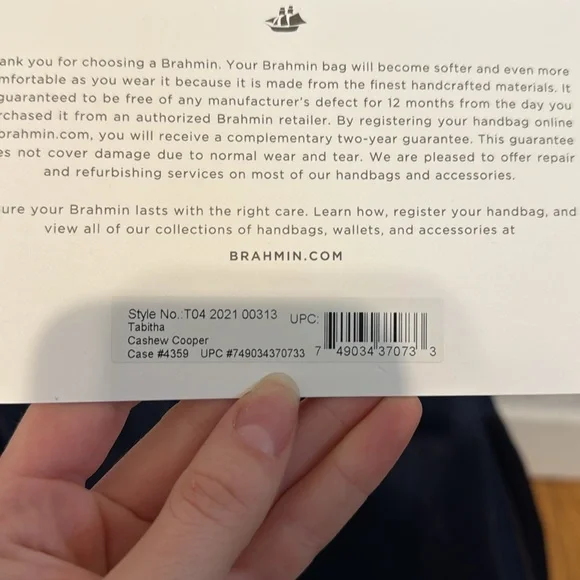 ank you for choosing a Brahmin. Your Brahmin bag will become softer and even more
mfortable as you wear it because it is made from the finest handcrafted materials. It
guaranteed to be free of any manufacturer's defect for 12 months from the day you
rchased it from an authorized Brahmin retailer. By registering your handbag online
brahmin.com, you will receive a complementary two-year guarantee. This guarantee
es not cover damage due to normal wear and tear. We are pleased to offer repair
and refurbishing services on most of our handbags and accessories.
ure your Brahmin lasts with the right care. Learn how, register your handbag, and
view all of our collections of handbags, wallets, and accessories at
BRAHMIN.COM
Style No.:T04 2021 00313 UPC:
Tabitha
Cashew Cooper
Case #4359 UPC #749034370733 7 49034 37073 3